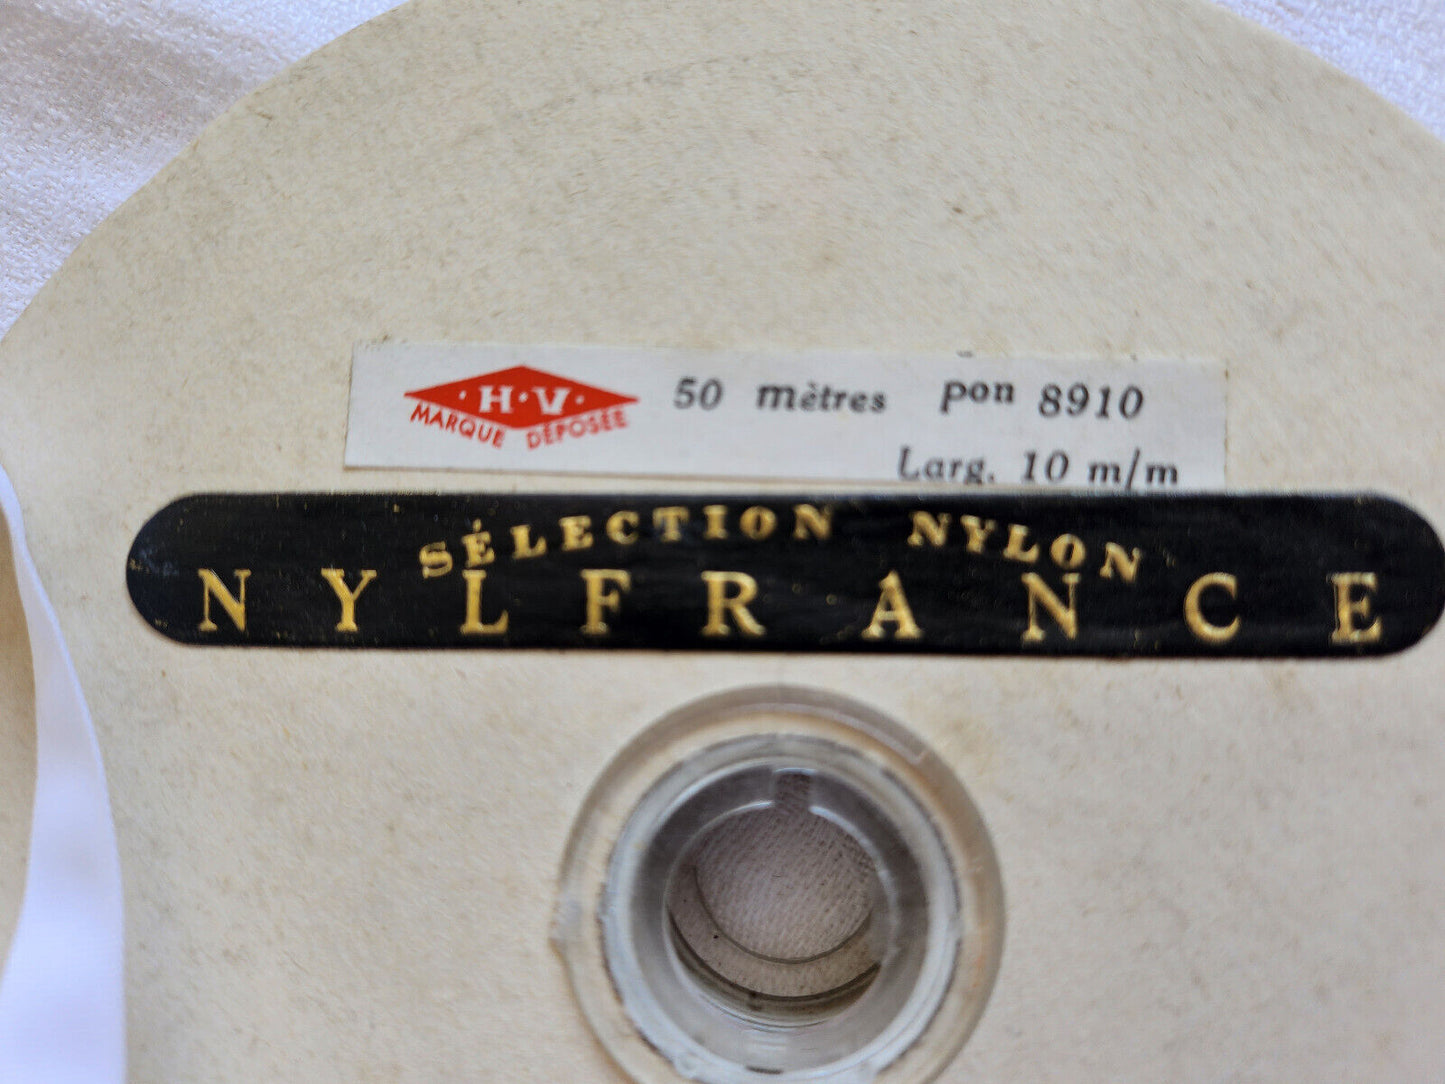 · H · V ·
MARQUE DÉPOSÉE
50 mètres pon 8910
Larg. 10 m/m
SÉLECTION NYLON
NYLFRANCE